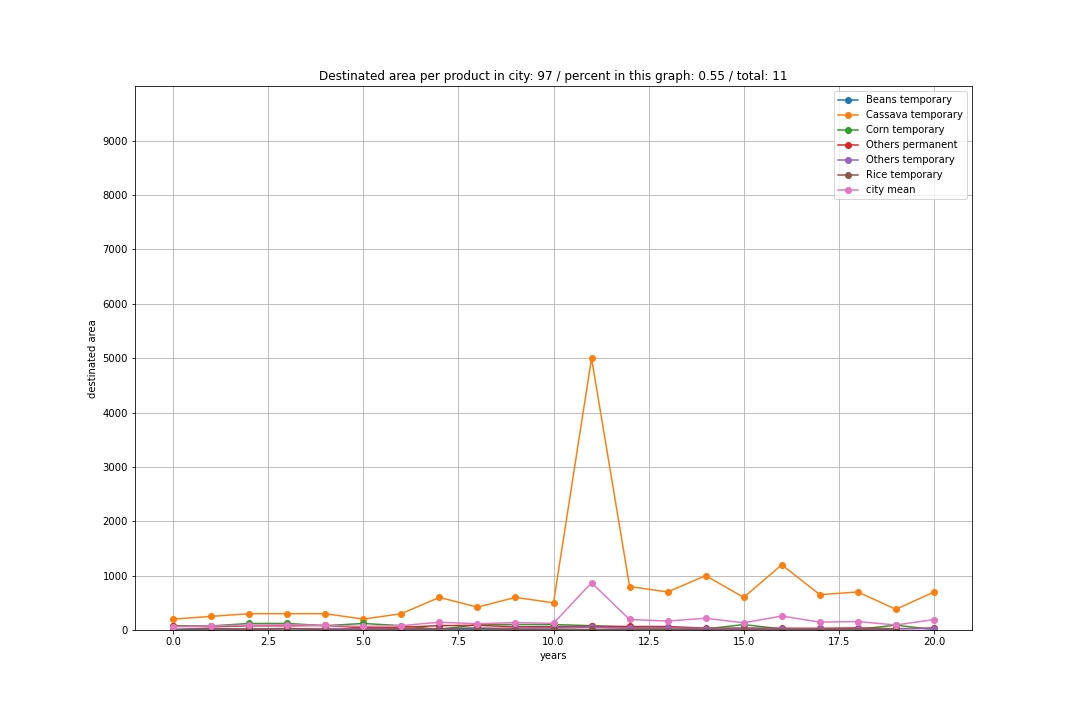 Destinated area per product in city: 97 / percent in this graph: 0.55 / total: 11
Beans temporary
Cassava temporary
Corn temporary
Others permanent
Others temporary
Rice temporary
city mean
9000
8000
7000
6000
5000
4000
3000
2000
1000
0
destinated area
0.0 2.5 5.0 7.5 10.0 12.5 15.0 17.5 20.0
years